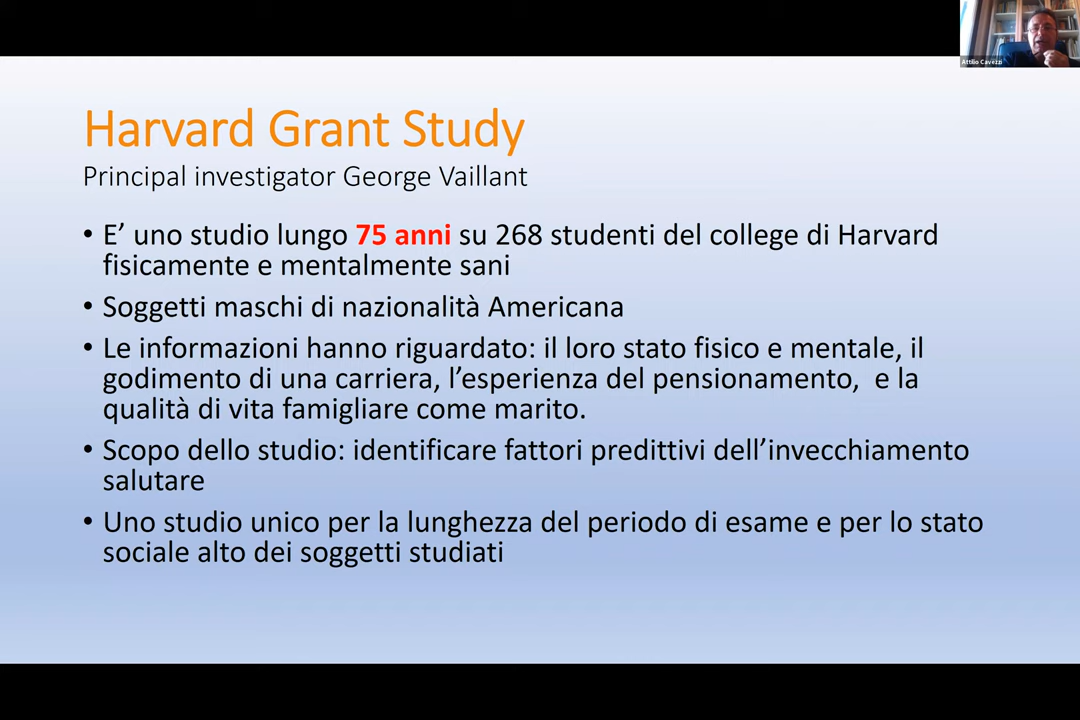 Attilio Cavezzi
Harvard Grant Study
Principal investigator George Vaillant
• E’ uno studio lungo 75 anni su 268 studenti del college di Harvard
fisicamente e mentalmente sani
• Soggetti maschi di nazionalità Americana
• Le informazioni hanno riguardato: il loro stato fisico e mentale, il
godimento di una carriera, l’esperienza del pensionamento,  e la
qualità di vita famigliare come marito.
• Scopo dello studio: identificare fattori predittivi dell’invecchiamento
salutare
• Uno studio unico per la lunghezza del periodo di esame e per lo stato
sociale alto dei soggetti studiati